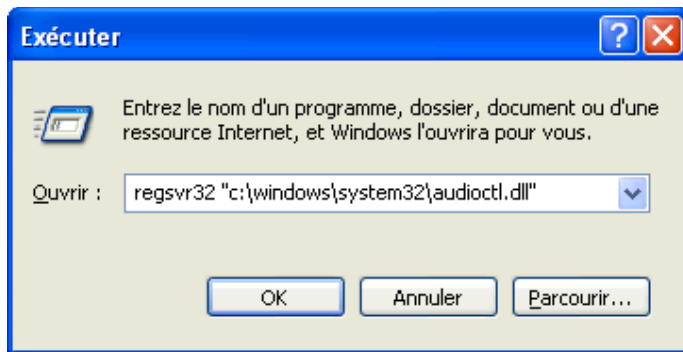 Exécuter
Entrez le nom d'un programme, dossier, document ou d'une
ressource Internet, et Windows l'ouvrira pour vous.
Ouvrir : regsvr32 "c:\windows\system32\audioctl.dll"
OK Annuler Parcourir...